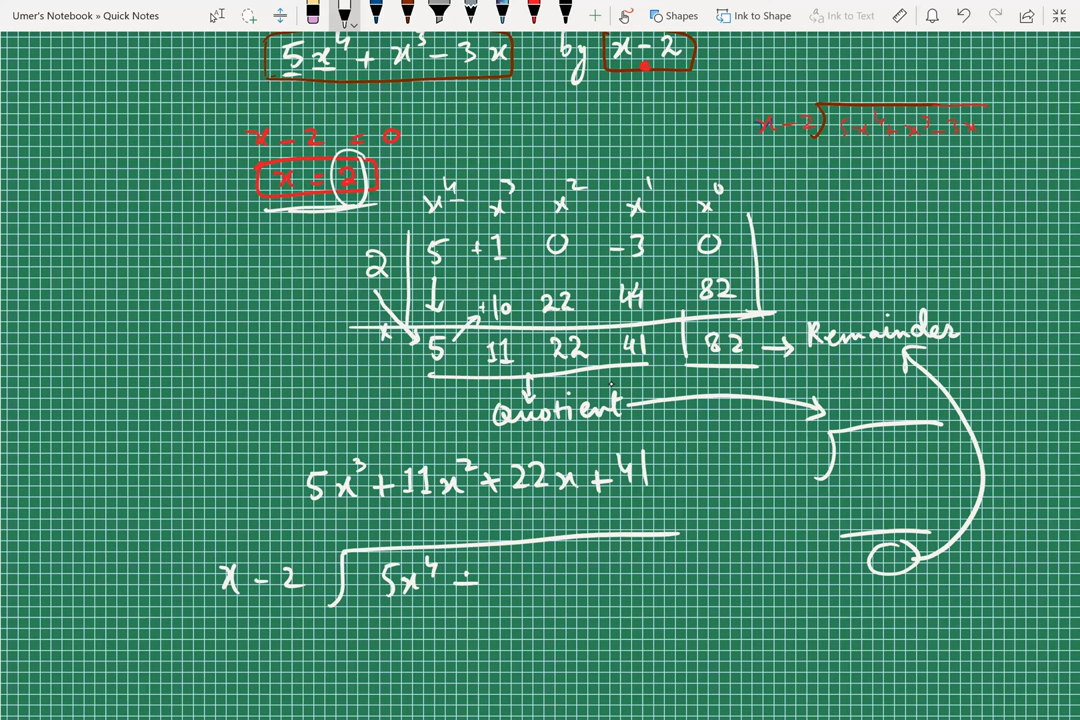 Umer's Notebook » Quick Notes
Shapes
Ink to Shape
Ink to Text
5x⁴ + x³ - 3x by x - 2
x - 2 = 0
x = 2
x - 2 5x⁴ + x³ - 3x
x⁴ x³ x² x¹ x⁰
2 5 +1 0 -3 0
+10 22 44 82
x 5 11 22 41 82 → Remainder
Quotient
5x³ + 11x² + 22x + 41
x - 2 5x⁴ ÷